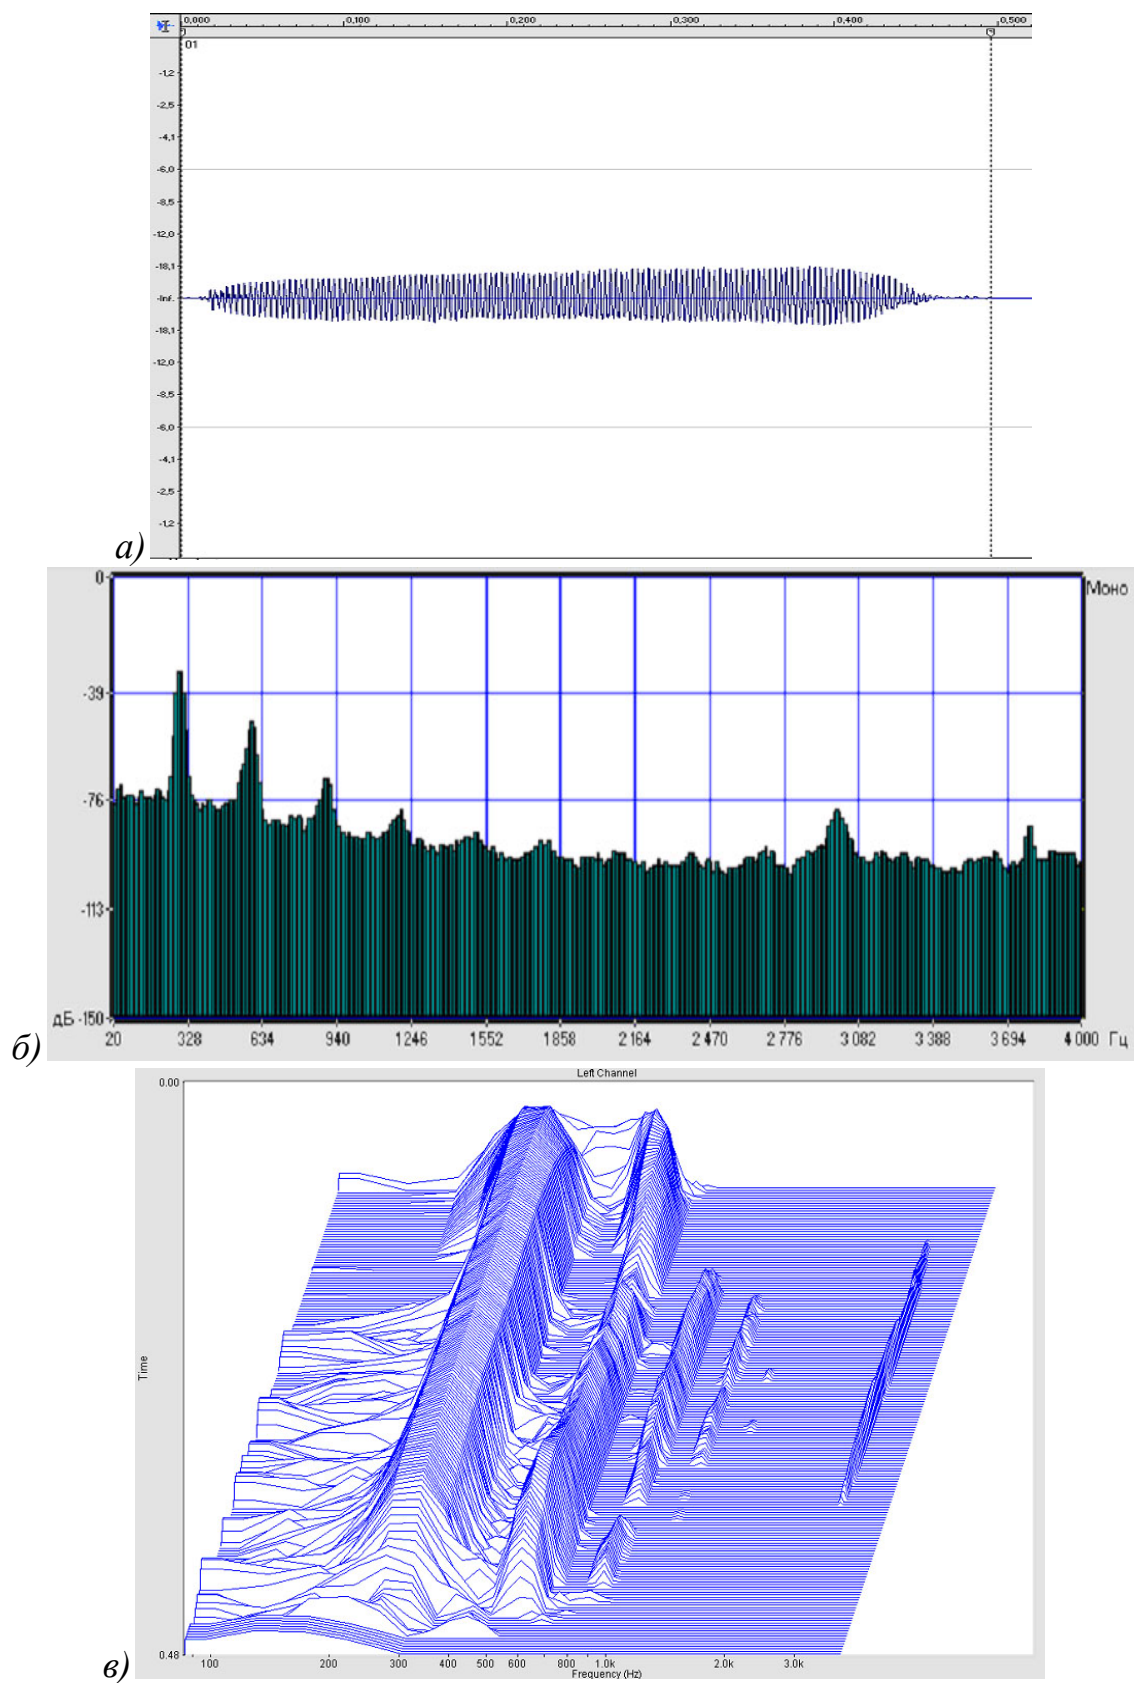 0,000 0,100 0,200 0,300 0,400 0,500
01
-1,2
-2,5
-4,1
-6,0
-8,5
-12,0
-18,1
-Inf.
-18,1
-12,0
-8,5
-6,0
-4,1
-2,5
-1,2
а)
0
Моно
-39
-76
-113
дБ -150
20 328 634 940 1246 1552 1858 2164 2470 2776 3082 3388 3694 4000 Гц
б)
Left Channel
0.00
Time
0.48
100 200 300 400 500 600 800 1.0k 2.0k 3.0k
Frequency (Hz)
в)